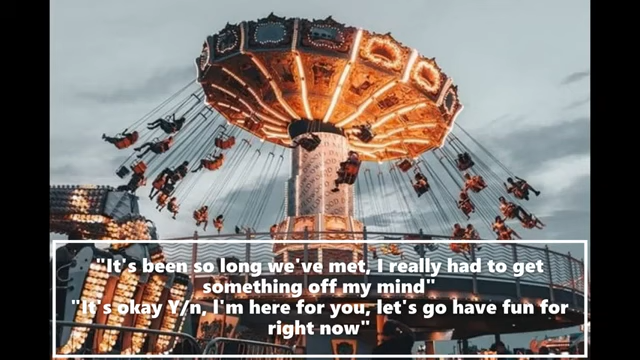 "It's been so long we've met, I really had to get
something off my mind"
"It's okay Y/n, I'm here for you, let's go have fun for
right now"